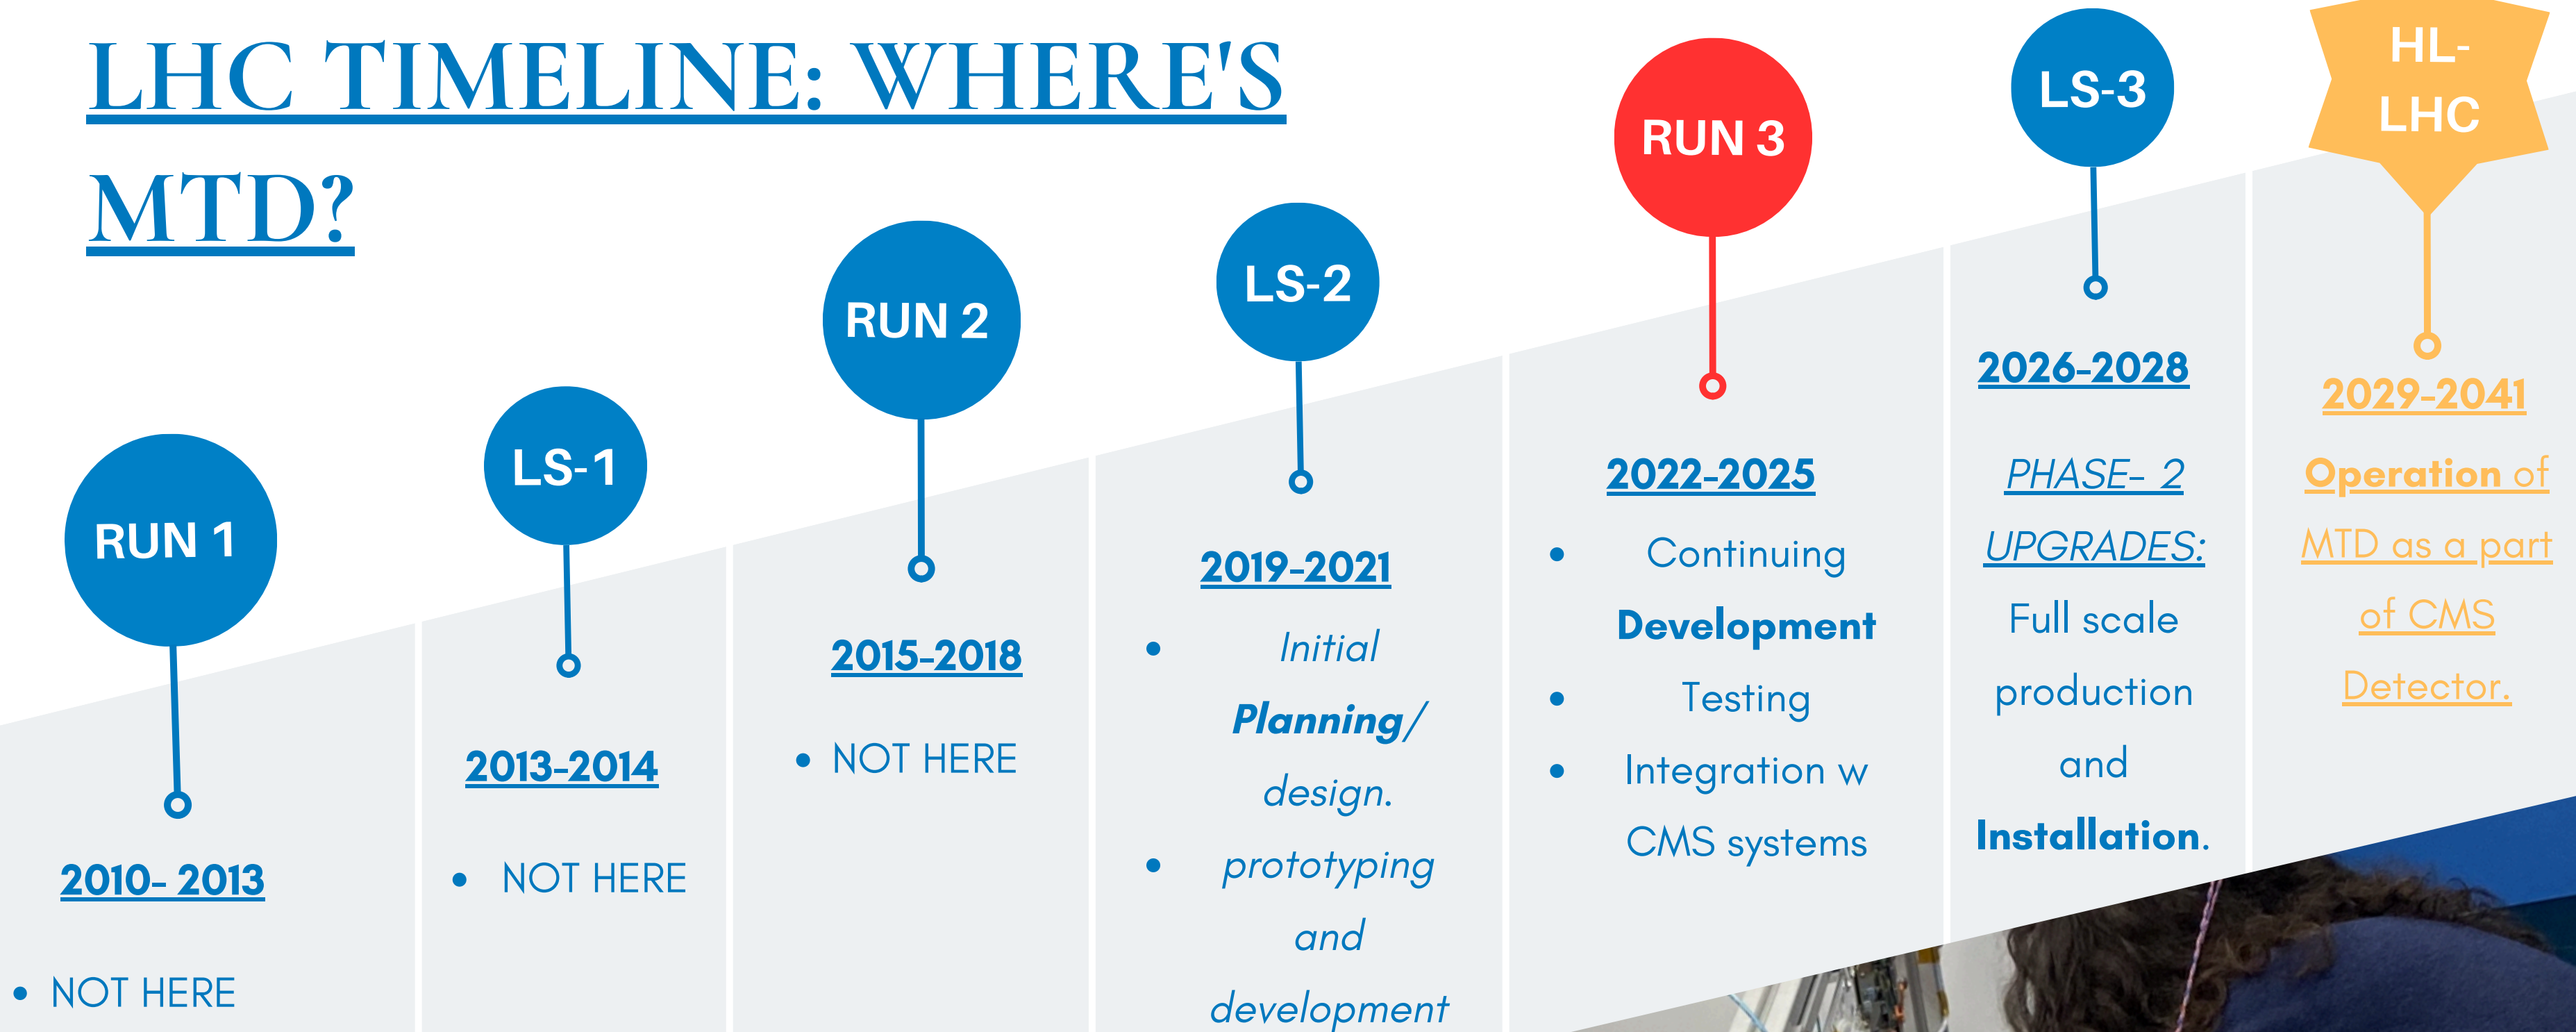 LHC TIMELINE: WHERE'S
MTD?
RUN 1
2010- 2013
• NOT HERE
LS-1
2013-2014
• NOT HERE
RUN 2
2015-2018
• NOT HERE
LS-2
2019-2021
• Initial
Planning/
design.
• prototyping
and
development
RUN 3
2022-2025
• Continuing
Development
• Testing
• Integration w
CMS systems
LS-3
2026-2028
PHASE- 2
UPGRADES:
Full scale
production
and
Installation.
HL-
LHC
2029-2041
Operation of
MTD as a part
of CMS
Detector.